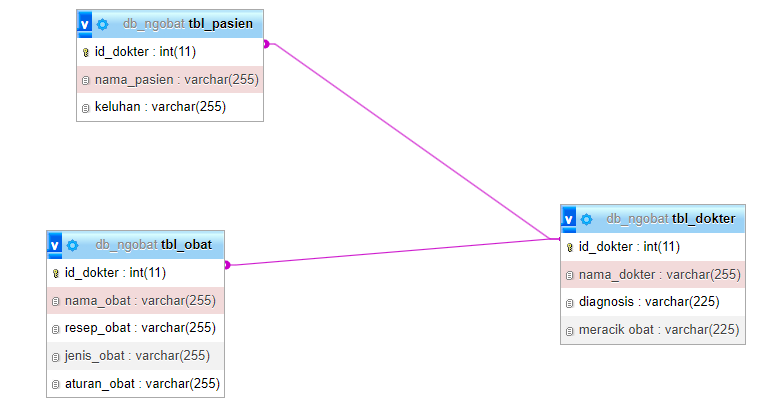 v db_ngobat tbl_pasien
id_dokter : int(11)
nama_pasien : varchar(255)
keluhan : varchar(255)
v db_ngobat tbl_dokter
id_dokter : int(11)
nama_dokter : varchar(255)
diagnosis : varchar(225)
meracik obat : varchar(225)
v db_ngobat tbl_obat
id_dokter : int(11)
nama_obat : varchar(255)
resep_obat : varchar(255)
jenis_obat : varchar(255)
aturan_obat : varchar(255)